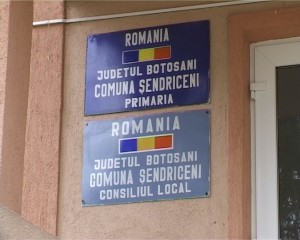 ROMANIA
JUDETUL BOTOSANI
COMUNA ŞENDRICENI
PRIMARIA
ROMANIA
JUDETUL BOTOSANI
COMUNA ŞENDRICENI
CONSILIUL LOCAL